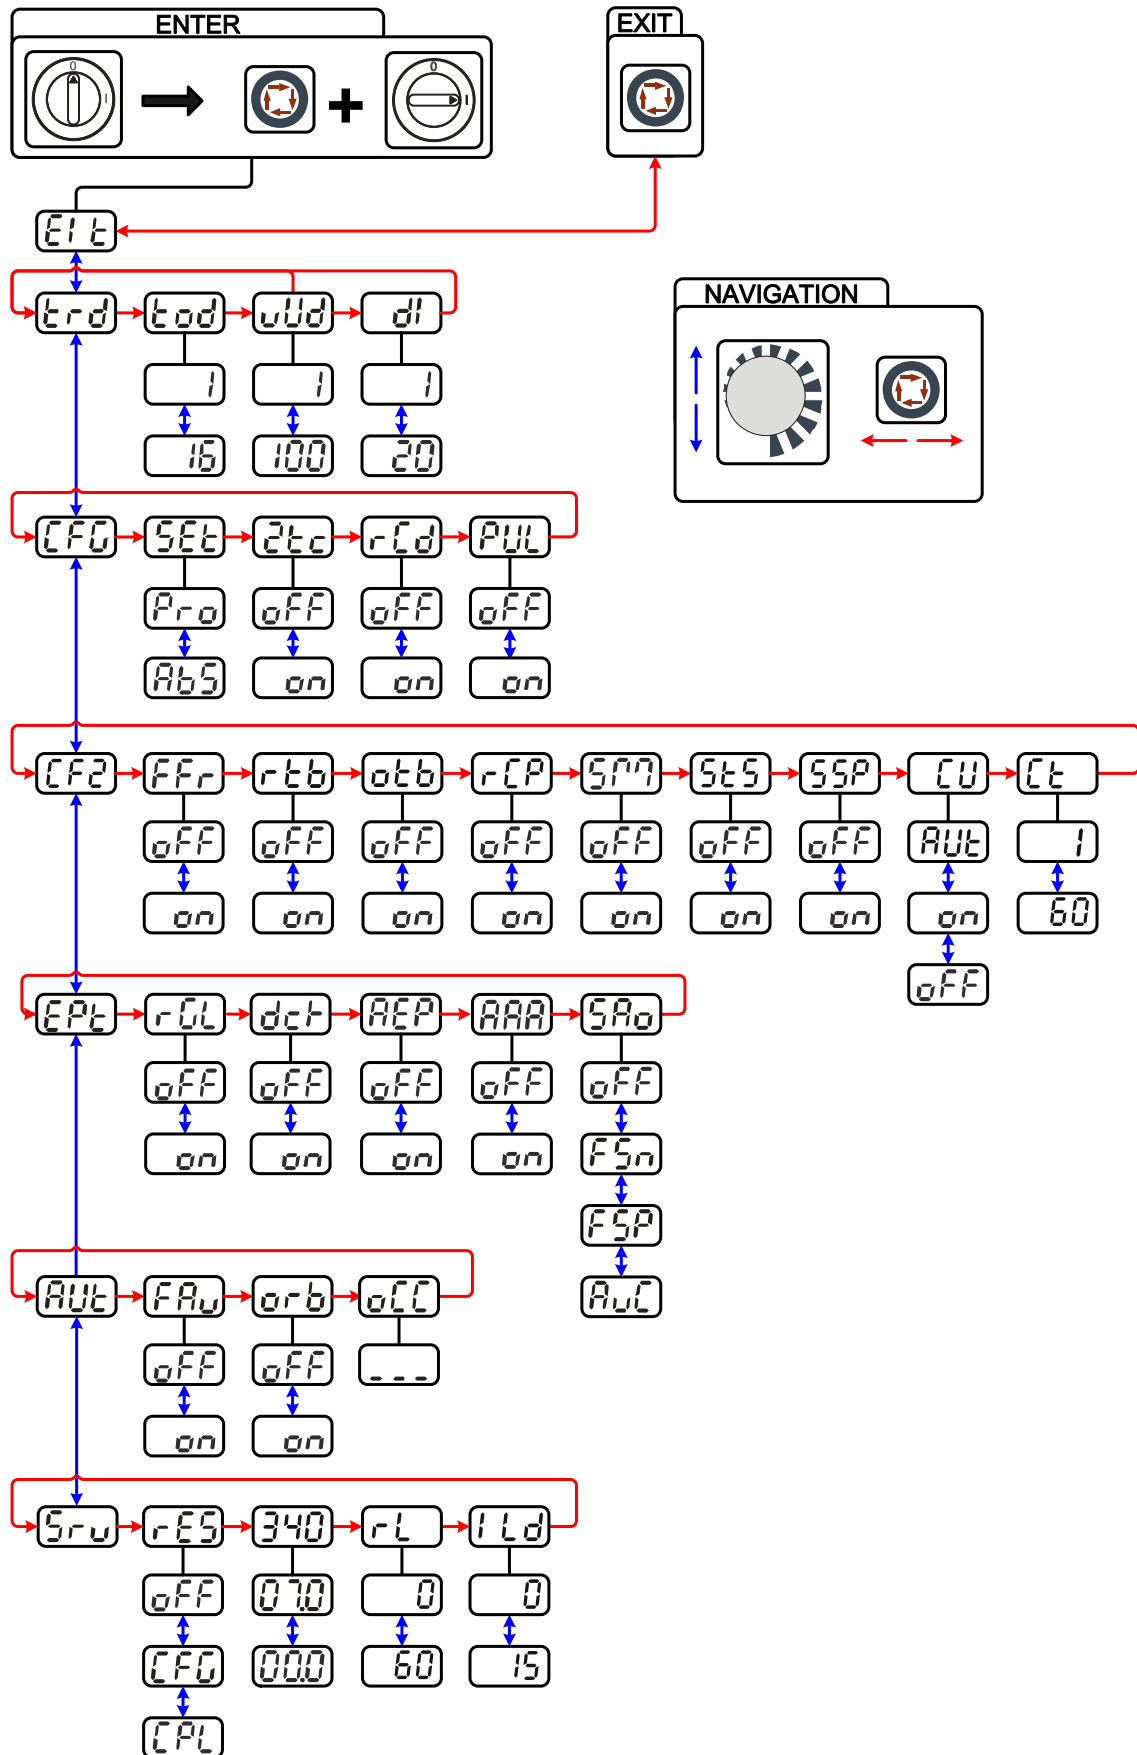 ENTER
EXIT
0
I
0
I
EIt
trd tod vUd dI
1 1 1
16 100 20
NAVIGATION
CFG SEt 2tc rCd PUL
Pro oFF oFF oFF
AbS on on on
CF2 FFr rtb otb rCP SM StS SSP CU Ct
oFF oFF oFF oFF oFF oFF oFF AUt 1
on on on on on on on on 60
oFF
EPt rGL dct AEP AAA SAo
oFF oFF oFF oFF oFF
on on on on FSn
FSP
AvC
AUt FAv orb oCC
oFF oFF _ _ _
on on
Srv rES 340 rL ILd
oFF 07.0 0 0
CFG 00.0 60 15
CPL